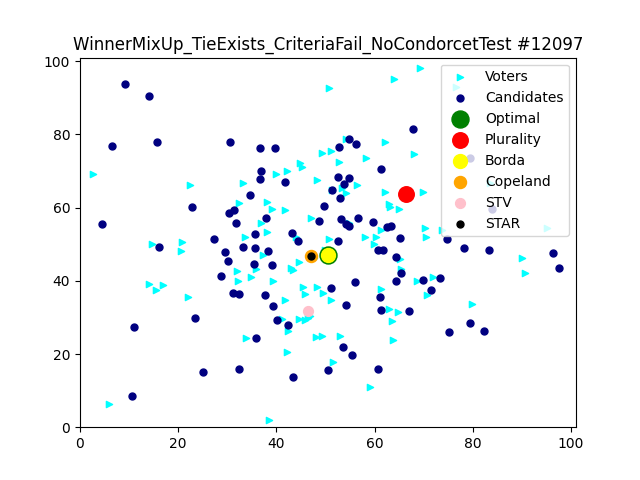 WinnerMixUp_TieExists_CriteriaFail_NoCondorcetTest #12097
Voters
Candidates
Optimal
Plurality
Borda
Copeland
STV
STAR
100
80
60
40
20
0
0 20 40 60 80 100